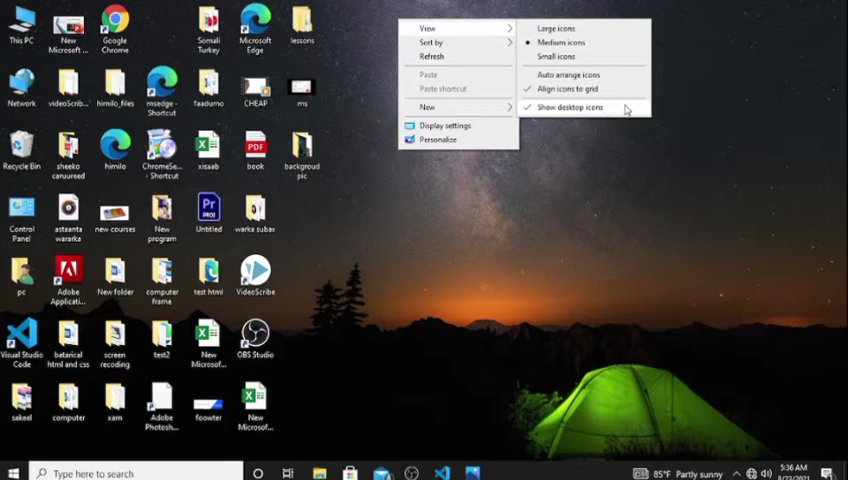 This PC
New
Microsoft ...
Google
Chrome
Somali
Turkey
Microsoft
Edge
lessons
Network
videoScrib...
himilo_files
msedge -
Shortcut
faadumo
CHEAP
ms
Recycle Bin
sheeko
caruureed
himilo
ChromeSe...
- Shortcut
xisaab
book
backgroud
pic
Control
Panel
astaanta
wararka
new courses
New
program
Untitled
warka subax
pc
Adobe
Applicati...
New folder
computer
frame
test html
VideoScribe
Visual Studio
Code
batarical
html and css
screen
recoding
test2
New
Microsof...
OBS Studio
sakeel
computer
xam
Adobe
Photosh...
foowter
New
Microsof...
View
Sort by
Refresh
Paste
Paste shortcut
New
Display settings
Personalize
Large icons
Medium icons
Small icons
Auto arrange icons
Align icons to grid
Show desktop icons
Type here to search
85°F Partly sunny
5:36 AM
8/23/2021